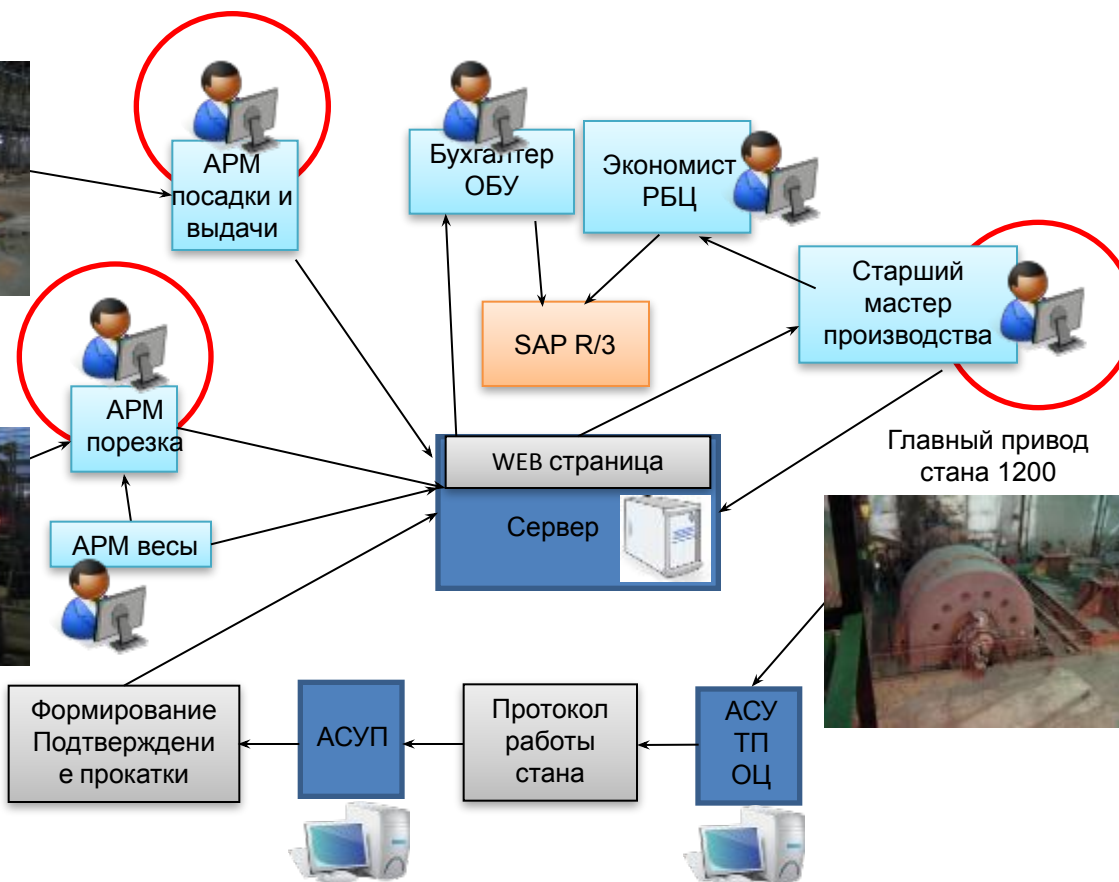 АРМ
посадки и
выдачи
Бухгалтер
ОБУ
Экономист
РБЦ
Старший
мастер
производства
SAP R/3
АРМ
порезка
Главный привод
стана 1200
WEB страница
Сервер
АРМ весы
Формирование
Подтверждени
е прокатки
АСУП
Протокол
работы
стана
АСУ
ТП
ОЦ